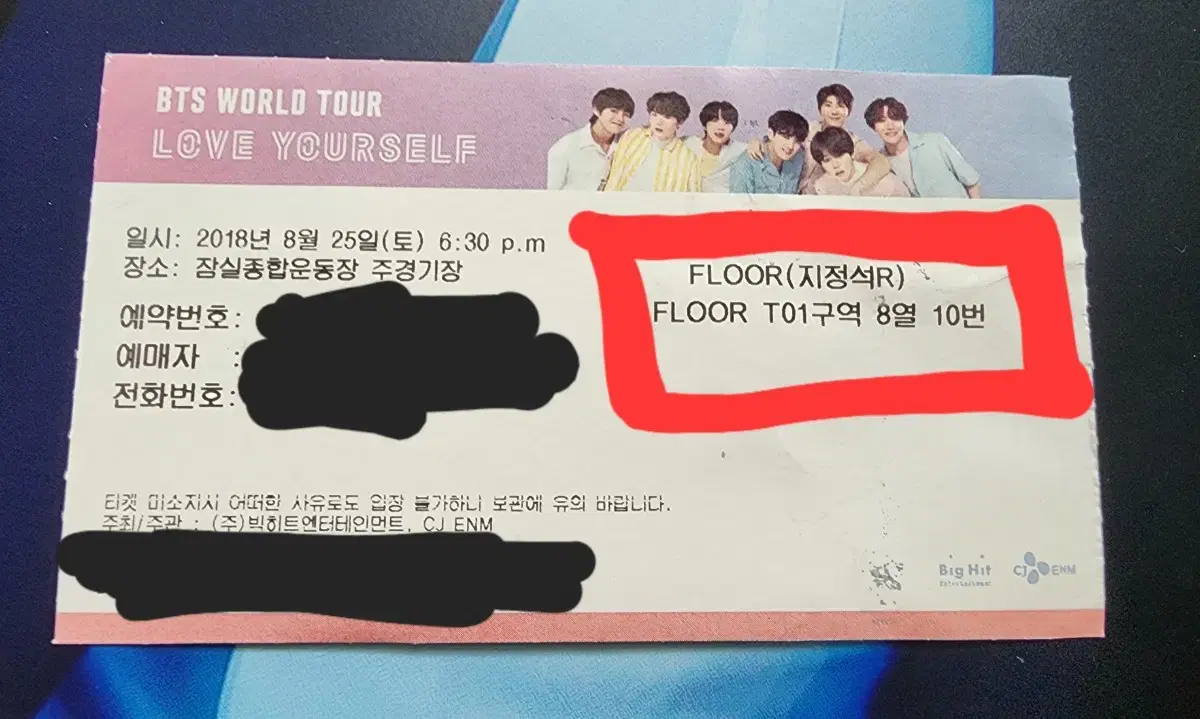 BTS WORLD TOUR
LOVE YOURSELF
일시: 2018년 8월 25일(토) 6:30 p.m
장소: 잠실종합운동장 주경기장
예약번호:
예매자 :
전화번호:
FLOOR(지정석R)
FLOOR T01구역 8열 10번
티켓 미소지시 어떠한 사유로도 입장 불가하니 보관에 유의 바랍니다.
주최/주관 : (주)빅히트엔터테인먼트, CJ ENM
Big Hit
Entertainment
CJ ENM